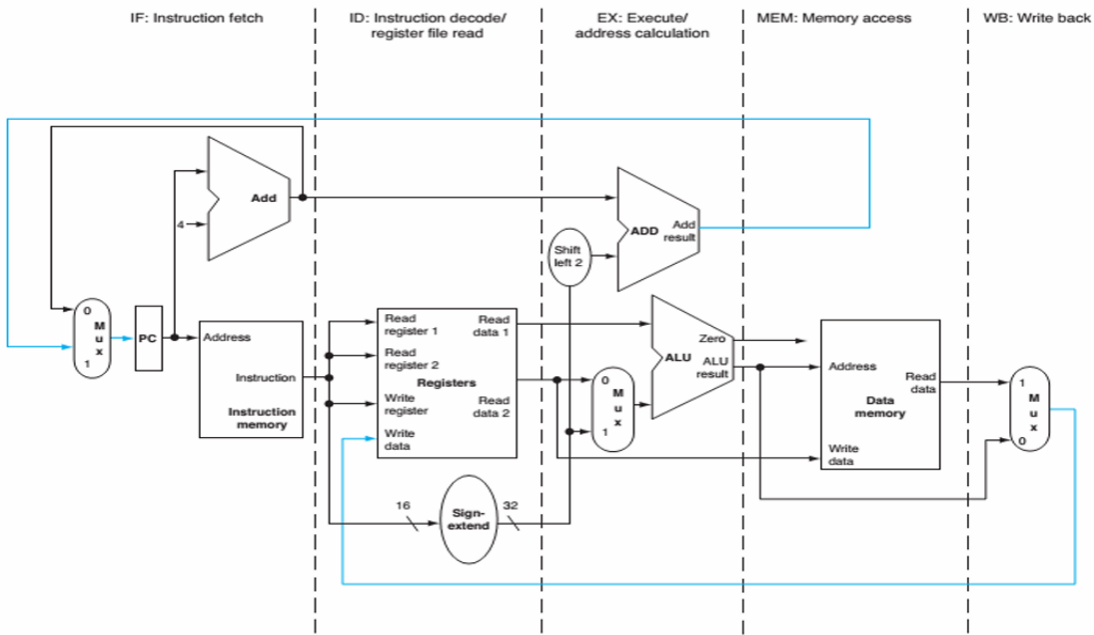 IF: Instruction fetch
ID: Instruction decode/
register file read
EX: Execute/
address calculation
MEM: Memory access
WB: Write back
Add
4
ADD
Add
result
Shift
left 2
0
M
u
x
1
PC
Address
Instruction
Instruction
memory
Read
register 1
Read
data 1
Read
register 2
Registers
Write
register
Read
data 2
Write
data
0
M
u
x
1
Zero
ALU
ALU
result
Address
Read
data
Data
memory
Write
data
1
M
u
x
0
16
Sign-
extend
32